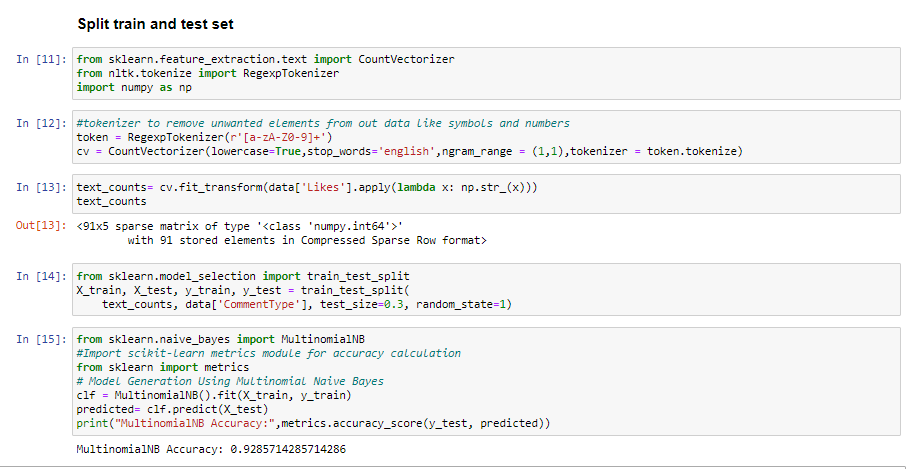 Split train and test set
In [11]: from sklearn.feature_extraction.text import CountVectorizer
from nltk.tokenize import RegexpTokenizer
import numpy as np
In [12]: #tokenizer to remove unwanted elements from out data like symbols and numbers
token = RegexpTokenizer(r'[a-zA-Z0-9]+')
cv = CountVectorizer(lowercase=True,stop_words='english',ngram_range = (1,1),tokenizer = token.tokenize)
In [13]: text_counts= cv.fit_transform(data['Likes'].apply(lambda x: np.str_(x)))
text_counts
Out[13]: <91x5 sparse matrix of type '<class 'numpy.int64'>'
with 91 stored elements in Compressed Sparse Row format>
In [14]: from sklearn.model_selection import train_test_split
X_train, X_test, y_train, y_test = train_test_split(
text_counts, data['CommentType'], test_size=0.3, random_state=1)
In [15]: from sklearn.naive_bayes import MultinomialNB
#Import scikit-learn metrics module for accuracy calculation
from sklearn import metrics
# Model Generation Using Multinomial Naive Bayes
clf = MultinomialNB().fit(X_train, y_train)
predicted= clf.predict(X_test)
print("MultinomialNB Accuracy:",metrics.accuracy_score(y_test, predicted))
MultinomialNB Accuracy: 0.9285714285714286